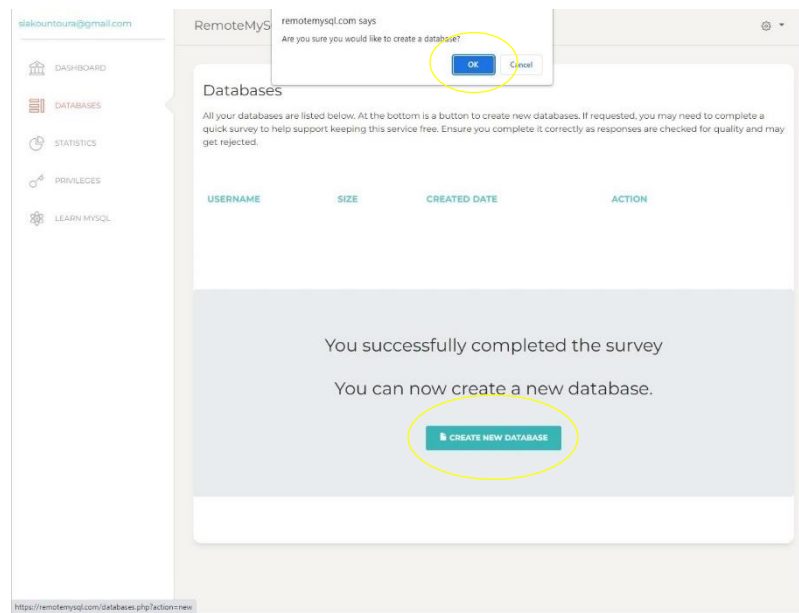 siakountoura@gmail.com
RemoteMyS
remotemysql.com says
Are you sure you would like to create a database?
OK
Cancel
DASHBOARD
DATABASES
STATISTICS
PRIVILEGES
LEARN MYSQL
Databases
All your databases are listed below. At the bottom is a button to create new databases. If requested, you may need to complete a
quick survey to help support keeping this service free. Ensure you complete it correctly as responses are checked for quality and may
get rejected.
USERNAME SIZE CREATED DATE ACTION
You successfully completed the survey
You can now create a new database.
CREATE NEW DATABASE
https://remotemysql.com/databases.php?action=new